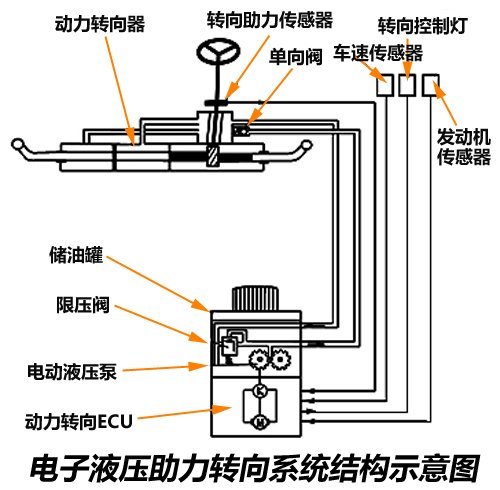 动力转向器
转向助力传感器
转向控制灯
单向阀
车速传感器
发动机
传感器
储油罐
限压阀
电动液压泵
动力转向ECU
K
M
电子液压助力转向系统结构示意图